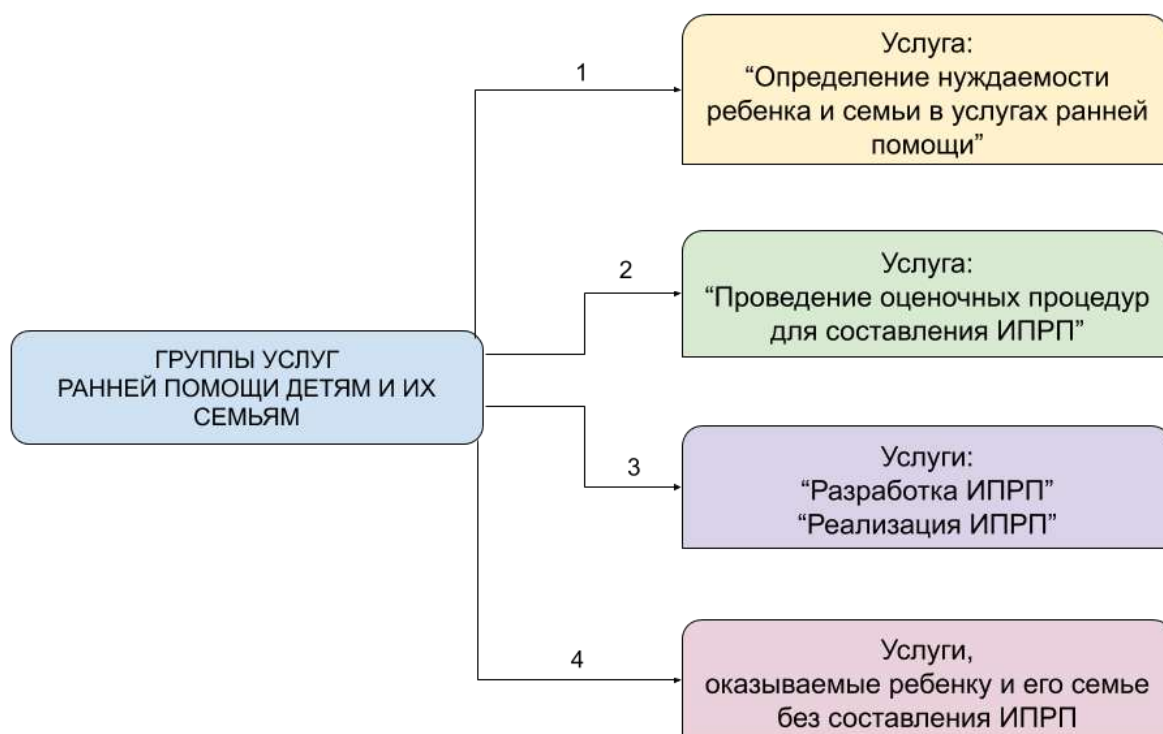 1
Услуга:
“Определение нуждаемости
ребенка и семьи в услугах ранней
помощи”
2
Услуга:
“Проведение оценочных процедур
для составления ИПРП”
ГРУППЫ УСЛУГ
РАННЕЙ ПОМОЩИ ДЕТЯМ И ИХ
СЕМЬЯМ
3
Услуги:
“Разработка ИПРП”
“Реализация ИПРП”
4
Услуги,
оказываемые ребенку и его семье
без составления ИПРП